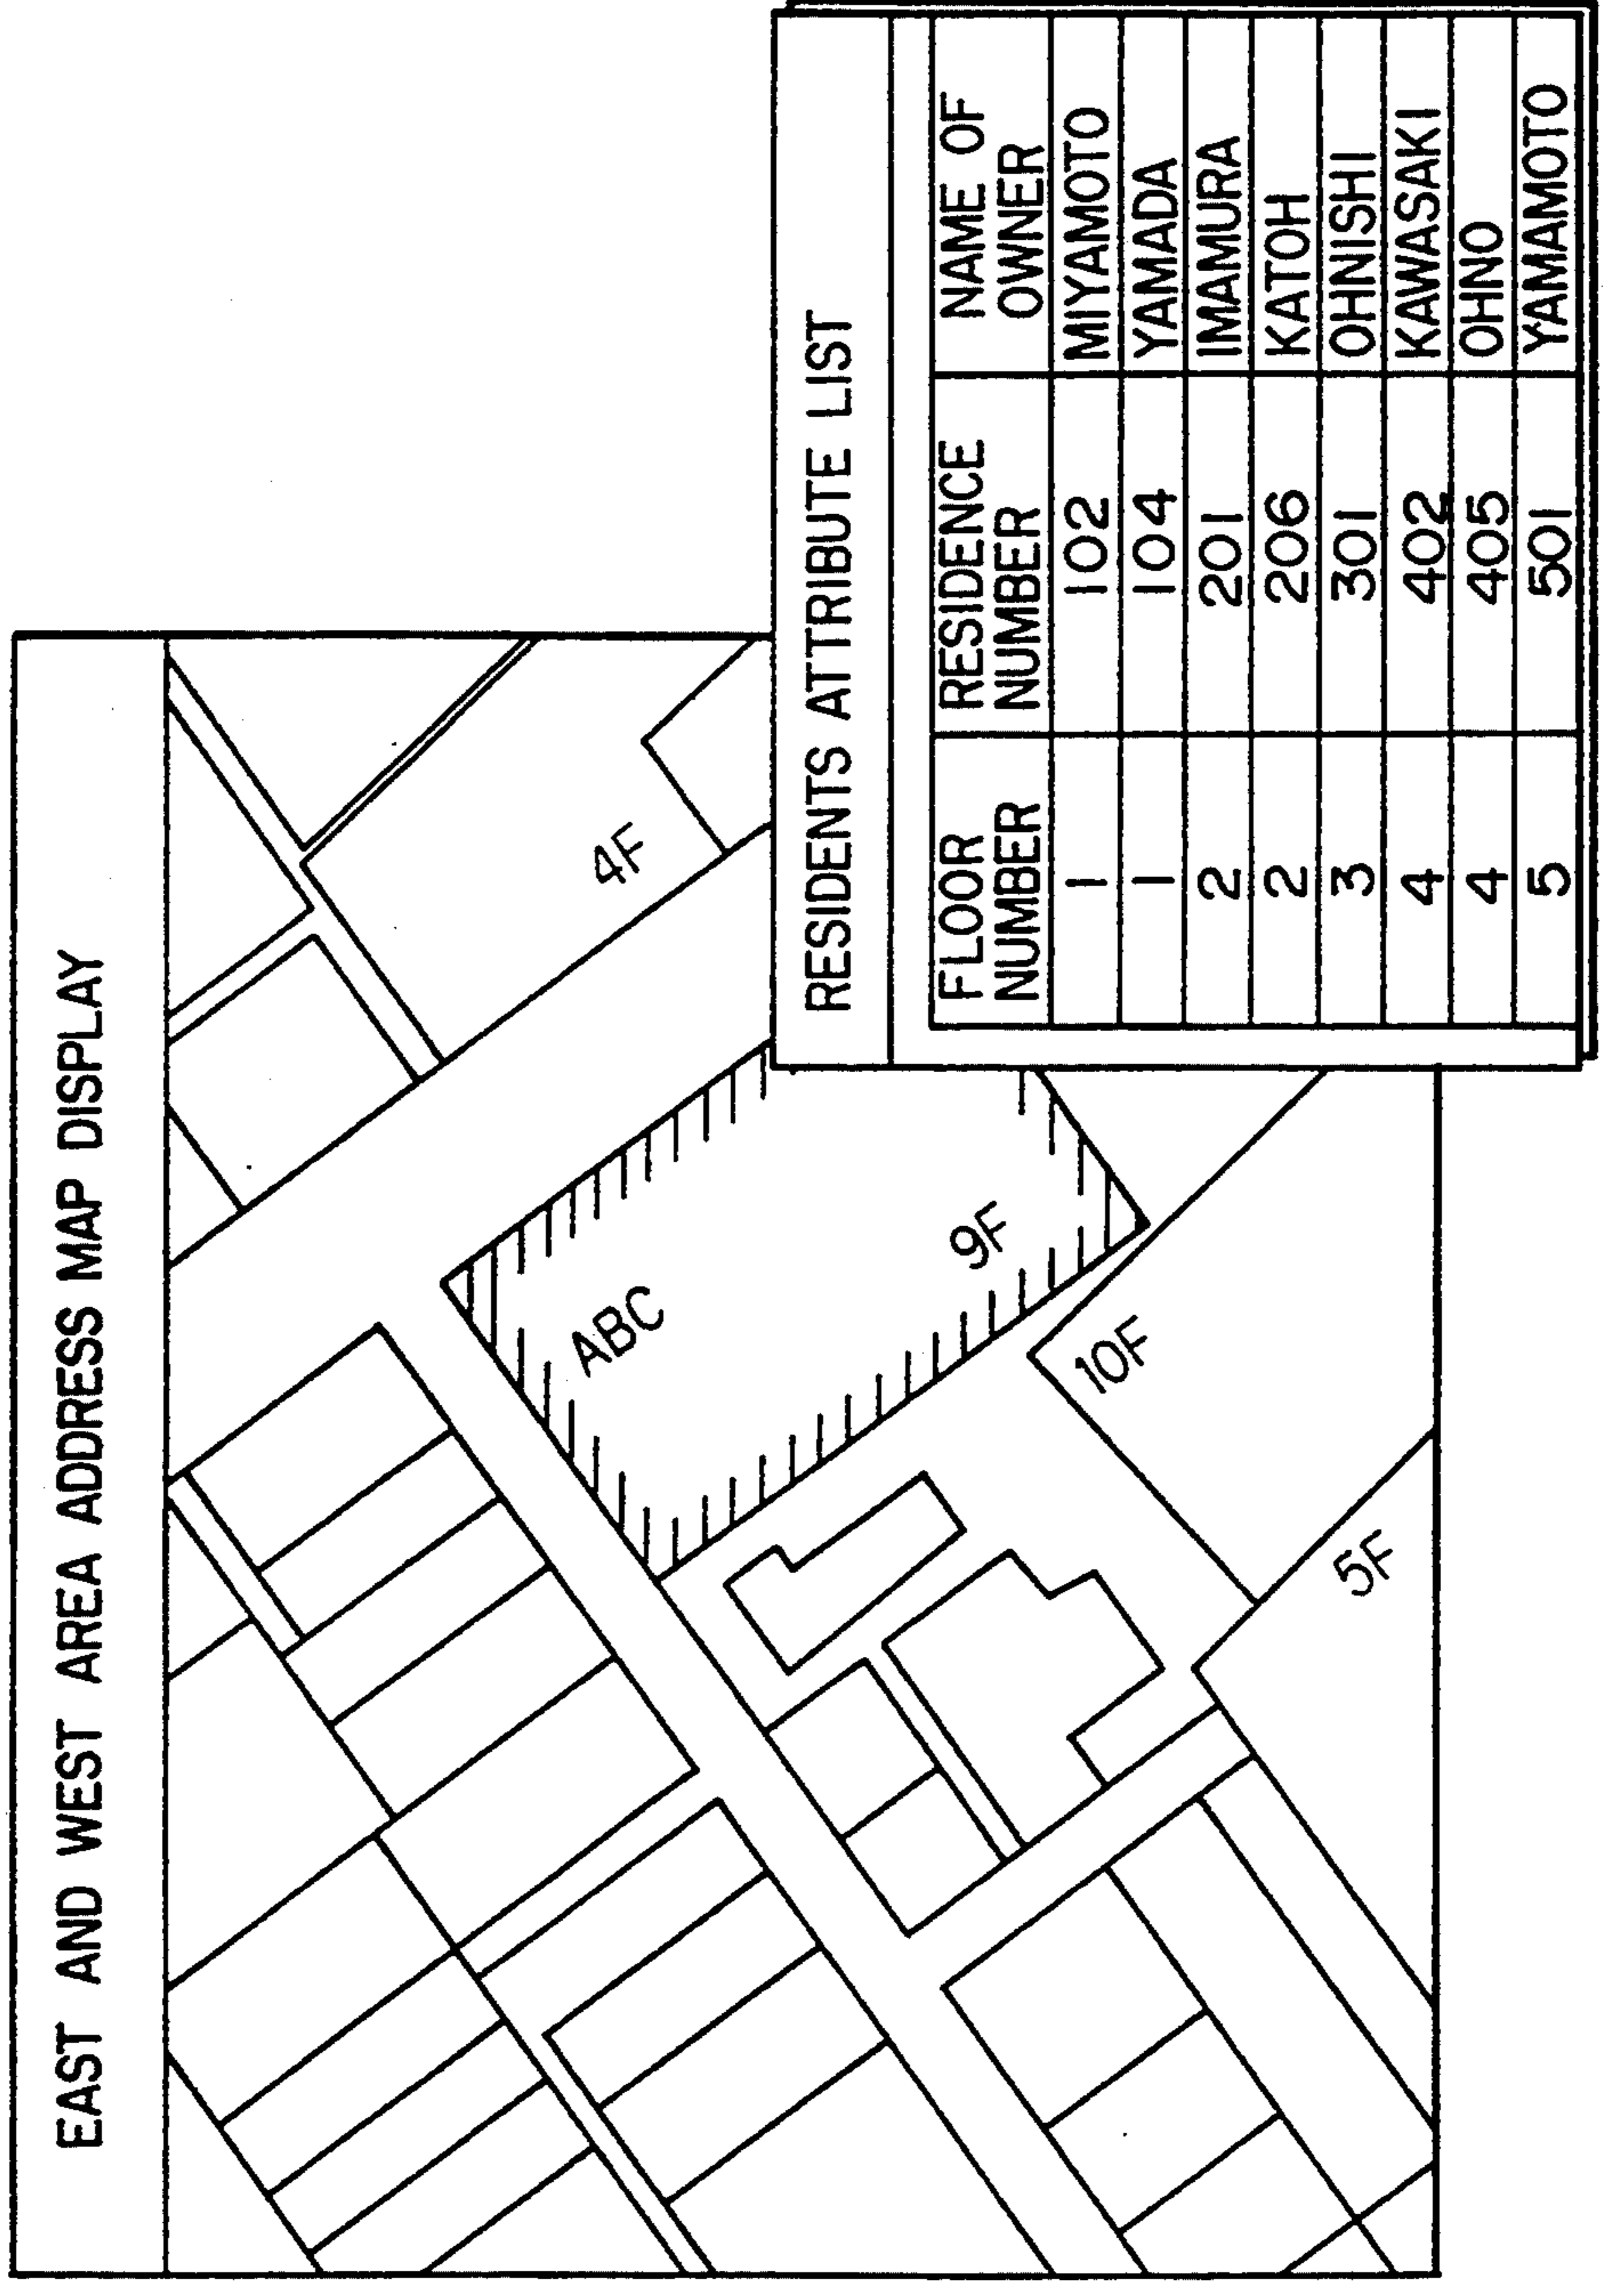 EAST AND WEST AREA ADDRESS MAP DISPLAY
4F
ABC
9F
10F
5F
RESIDENTS ATTRIBUTE LIST
FLOOR NUMBER RESIDENCE NUMBER NAME OF OWNER
1 102 MIYAMOTO
1 104 YAMADA
2 201 IMAMURA
2 206 KATOH
3 301 OHNISHI
4 402 KAWASAKI
4 405 OHNO
5 501 YAMAMOTO